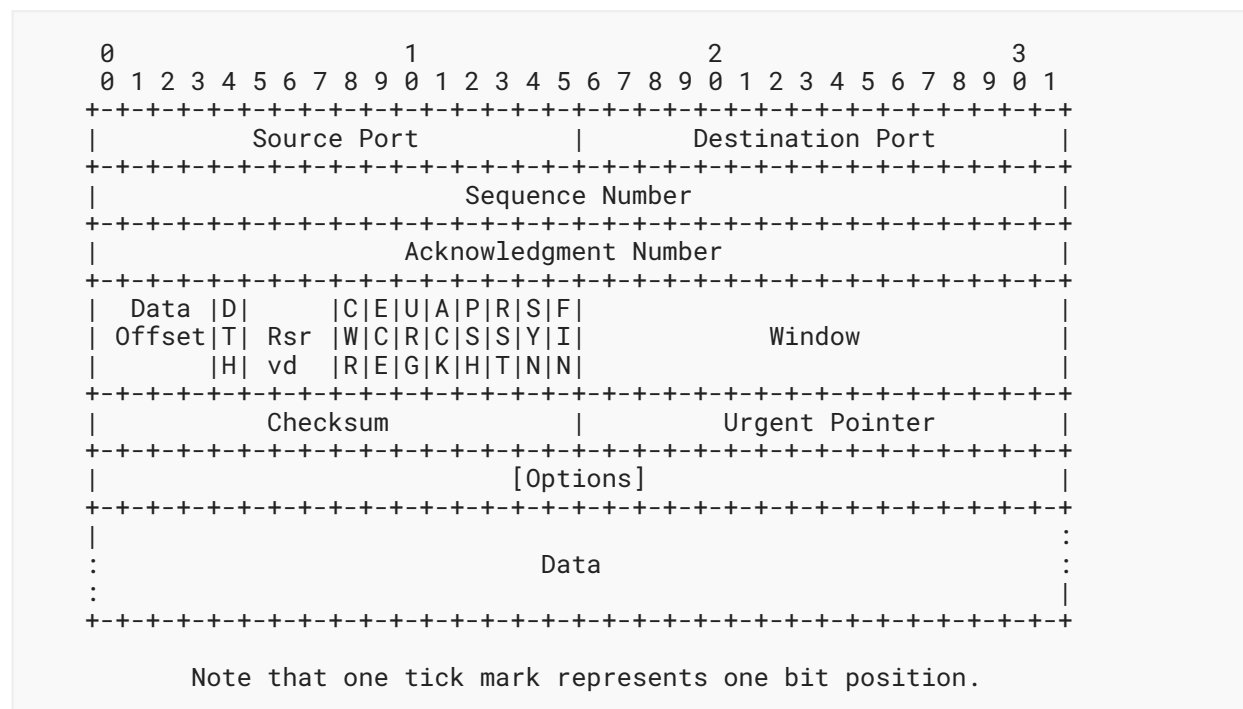 0                   1                   2                   3
 0 1 2 3 4 5 6 7 8 9 0 1 2 3 4 5 6 7 8 9 0 1 2 3 4 5 6 7 8 9 0 1
+-+-+-+-+-+-+-+-+-+-+-+-+-+-+-+-+-+-+-+-+-+-+-+-+-+-+-+-+-+-+-+-+
|          Source Port          |       Destination Port        |
+-+-+-+-+-+-+-+-+-+-+-+-+-+-+-+-+-+-+-+-+-+-+-+-+-+-+-+-+-+-+-+-+
|                        Sequence Number                        |
+-+-+-+-+-+-+-+-+-+-+-+-+-+-+-+-+-+-+-+-+-+-+-+-+-+-+-+-+-+-+-+-+
|                    Acknowledgment Number                      |
+-+-+-+-+-+-+-+-+-+-+-+-+-+-+-+-+-+-+-+-+-+-+-+-+-+-+-+-+-+-+-+-+
|  Data |D|     |C|E|U|A|P|R|S|F|                               |
| Offset|T| Rsr |W|C|R|C|S|S|Y|I|            Window             |
|       |H| vd  |R|E|G|K|H|T|N|N|                               |
+-+-+-+-+-+-+-+-+-+-+-+-+-+-+-+-+-+-+-+-+-+-+-+-+-+-+-+-+-+-+-+-+
|           Checksum            |         Urgent Pointer        |
+-+-+-+-+-+-+-+-+-+-+-+-+-+-+-+-+-+-+-+-+-+-+-+-+-+-+-+-+-+-+-+-+
|                           [Options]                           |
+-+-+-+-+-+-+-+-+-+-+-+-+-+-+-+-+-+-+-+-+-+-+-+-+-+-+-+-+-+-+-+-+
|                                                               :
:                             Data                              :
:                                                               |
+-+-+-+-+-+-+-+-+-+-+-+-+-+-+-+-+-+-+-+-+-+-+-+-+-+-+-+-+-+-+-+-+
Note that one tick mark represents one bit position.